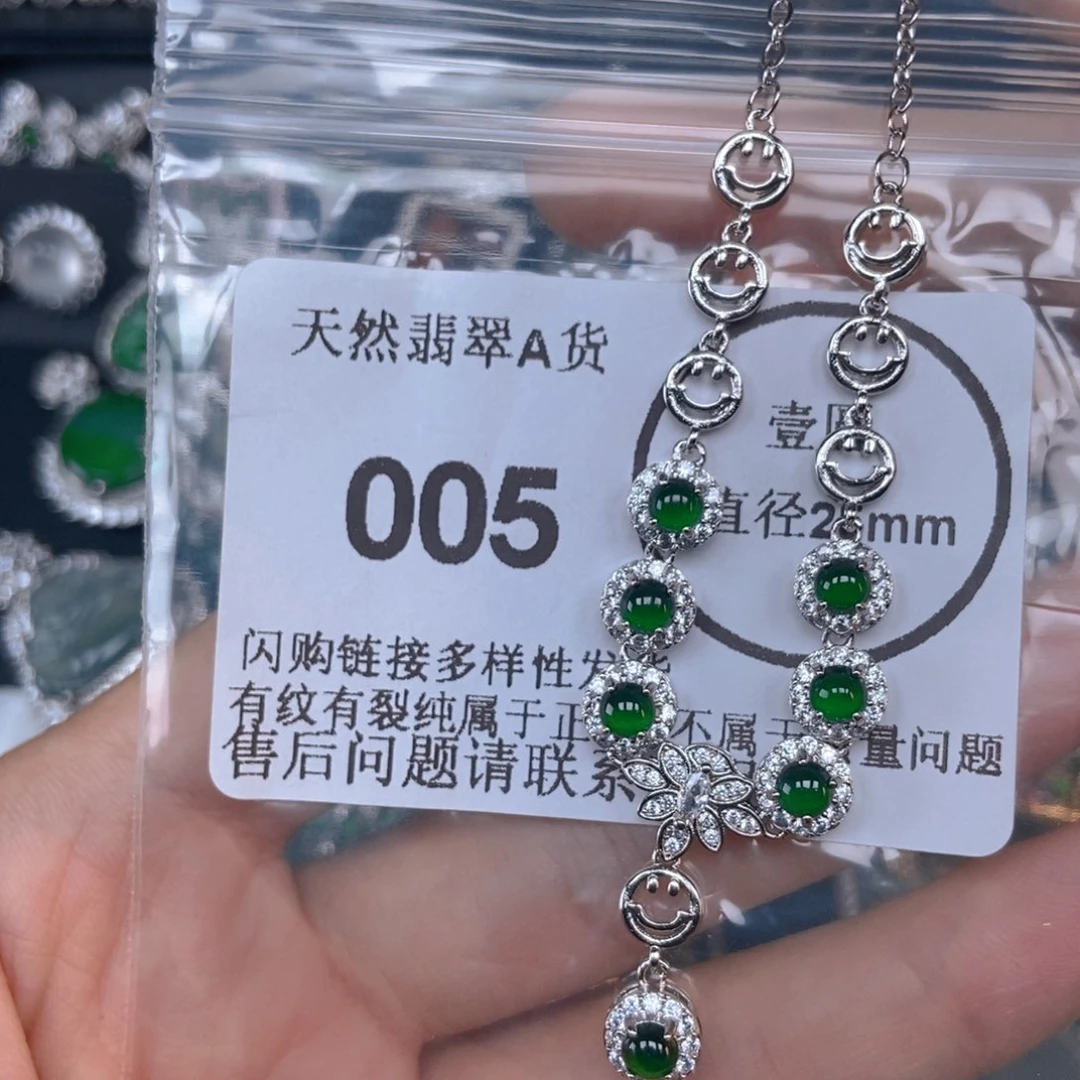 天然翡翠A货
005
壹
直径2 mm
闪购链接多样性发
有纹有裂纯属于正 不属 量问题
售后问题请联系